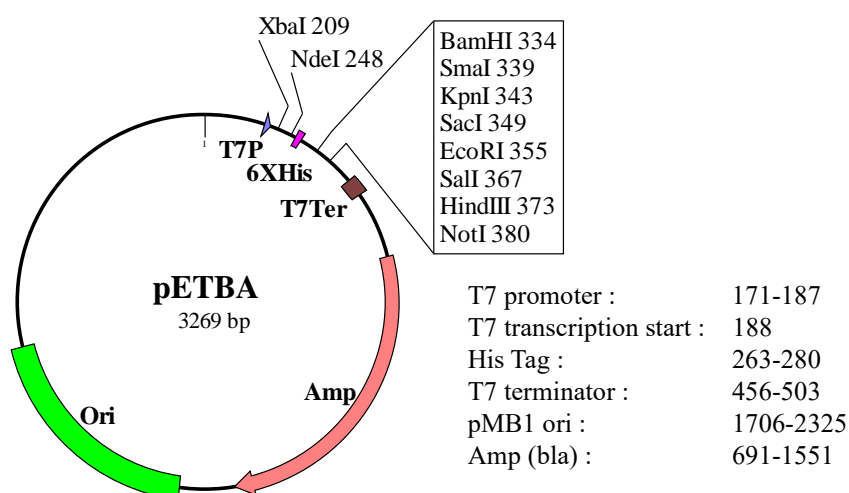 XbaI 209
NdeI 248
BamHI 334
SmaI 339
KpnI 343
SacI 349
EcoRI 355
SalI 367
HindIII 373
NotI 380
1
T7P
6XHis
T7Ter
pETBA
3269 bp
Amp
Ori
T7 promoter : 171-187
T7 transcription start : 188
His Tag : 263-280
T7 terminator : 456-503
pMB1 ori : 1706-2325
Amp (bla) : 691-1551